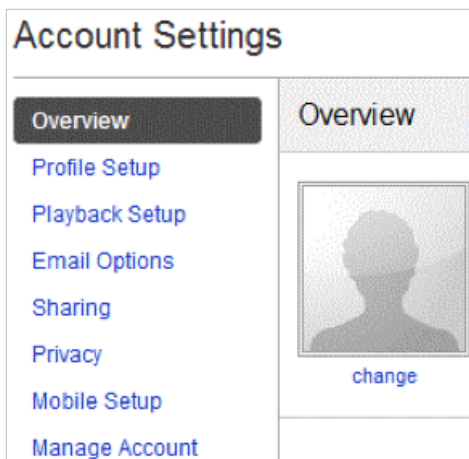 Account Settings
Overview
Profile Setup
Playback Setup
Email Options
Sharing
Privacy
Mobile Setup
Manage Account
Overview
change